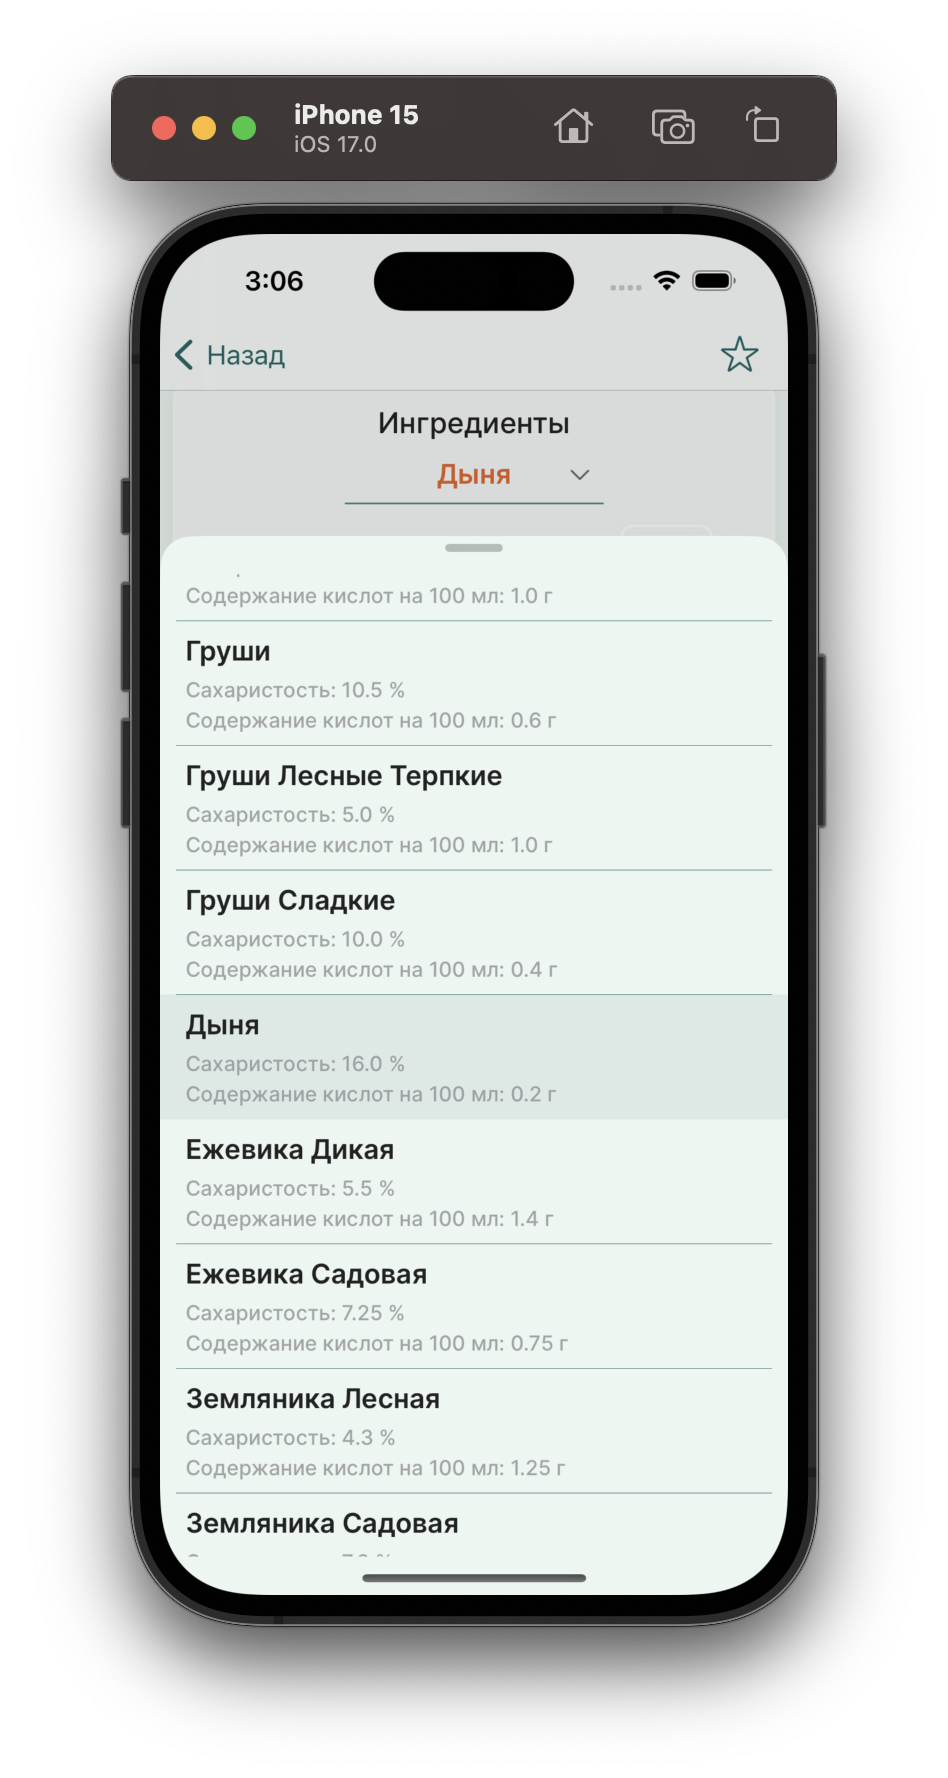 iPhone 15
iOS 17.0
3:06
Назад
Ингредиенты
Дыня
Содержание кислот на 100 мл: 1.0 г
Груши
Сахаристость: 10.5 %
Содержание кислот на 100 мл: 0.6 г
Груши Лесные Терпкие
Сахаристость: 5.0 %
Содержание кислот на 100 мл: 1.0 г
Груши Сладкие
Сахаристость: 10.0 %
Содержание кислот на 100 мл: 0.4 г
Дыня
Сахаристость: 16.0 %
Содержание кислот на 100 мл: 0.2 г
Ежевика Дикая
Сахаристость: 5.5 %
Содержание кислот на 100 мл: 1.4 г
Ежевика Садовая
Сахаристость: 7.25 %
Содержание кислот на 100 мл: 0.75 г
Земляника Лесная
Сахаристость: 4.3 %
Содержание кислот на 100 мл: 1.25 г
Земляника Садовая